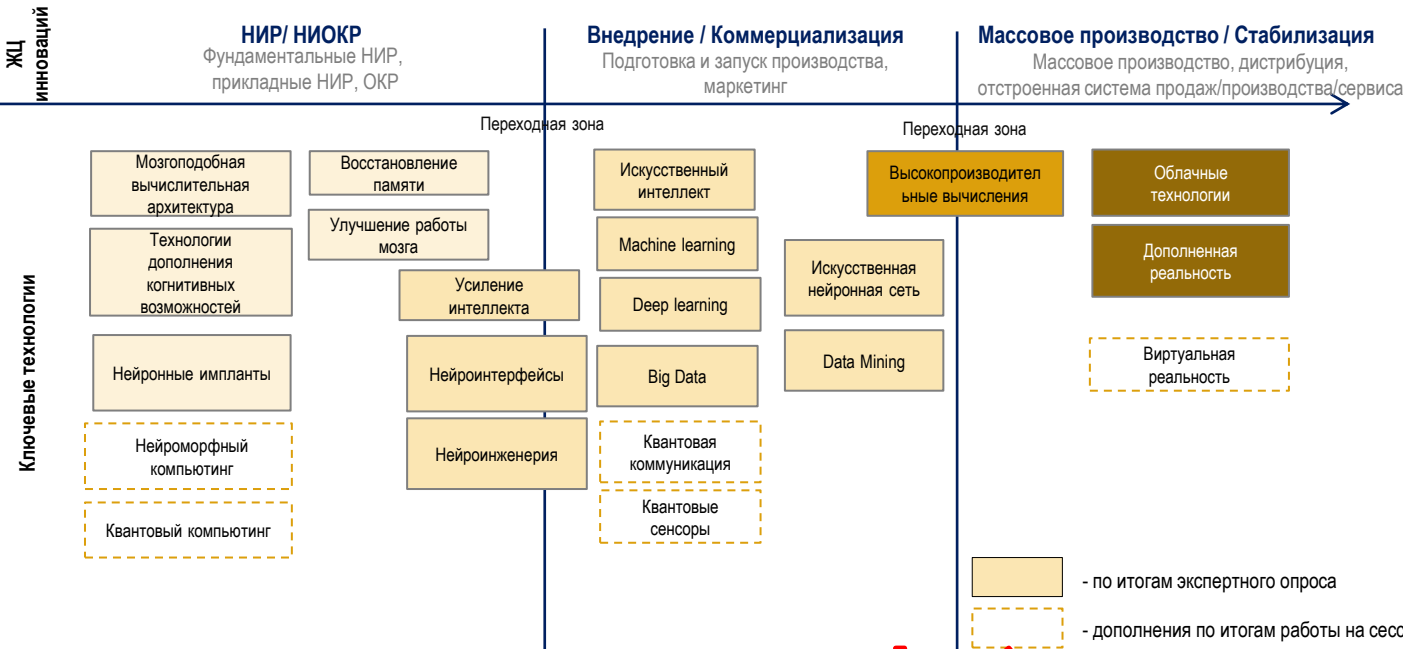 ЖЦ
инноваций
НИР/ НИОКР
Фундаментальные НИР,
прикладные НИР, ОКР
Внедрение / Коммерциализация
Подготовка и запуск производства,
маркетинг
Массовое производство / Стабилизация
Массовое производство, дистрибуция,
отстроенная система продаж/производства/сервиса
Переходная зона
Переходная зона
Ключевые технологии
Мозгоподобная
вычислительная
архитектура
Восстановление
памяти
Улучшение работы
мозга
Технологии
дополнения
когнитивных
возможностей
Усиление
интеллекта
Нейронные импланты
Нейроинтерфейсы
Нейроморфный
компьютинг
Нейроинженерия
Квантовый компьютинг
Искусственный
интеллект
Machine learning
Deep learning
Big Data
Квантовая
коммуникация
Квантовые
сенсоры
Искусственная
нейронная сеть
Data Mining
Высокопроизводител
ьные вычисления
Облачные
технологии
Дополненная
реальность
Виртуальная
реальность
- по итогам экспертного опроса
- дополнения по итогам работы на сесс